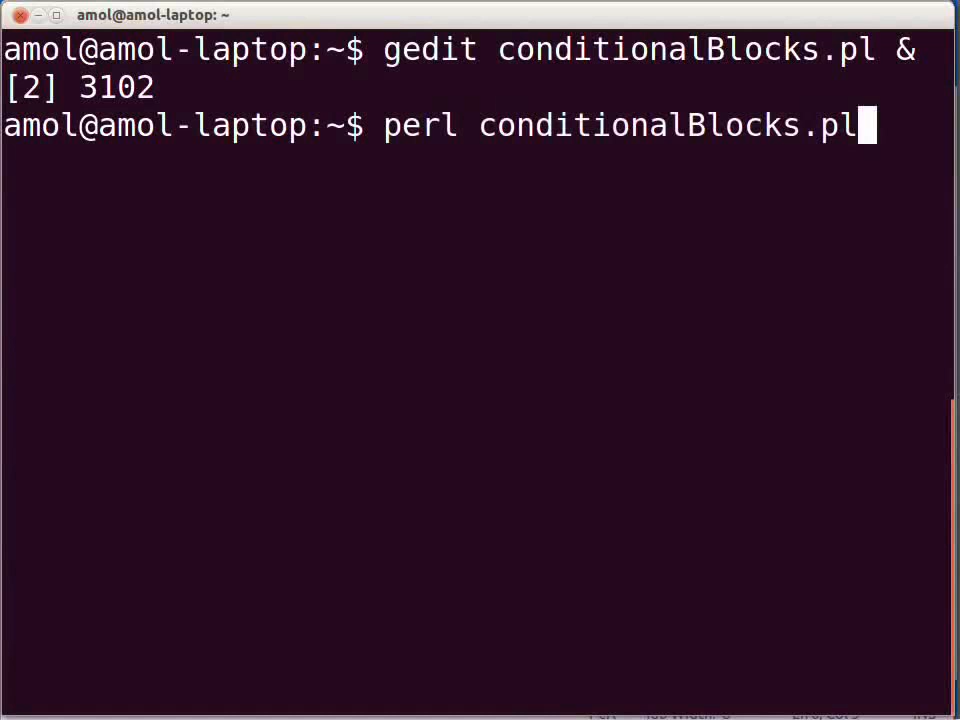 amol@amol-laptop: ~
amol@amol-laptop:~$ gedit conditionalBlocks.pl &
[2] 3102
amol@amol-laptop:~$ perl conditionalBlocks.pl